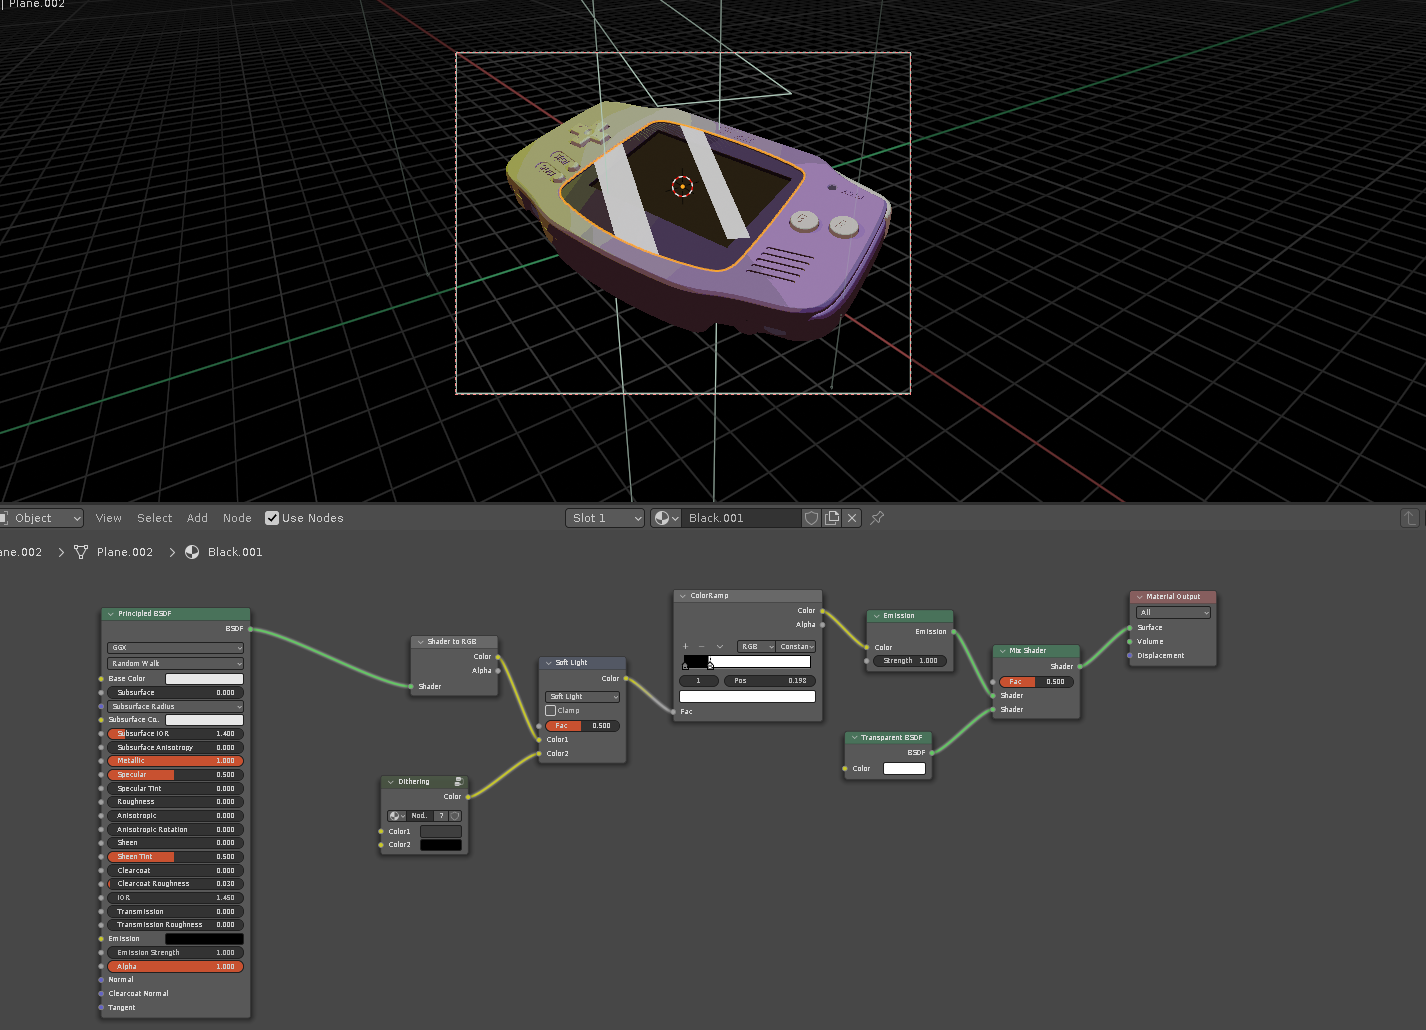 Plane.002
Object View Select Add Node Use Nodes Slot 1 Black.001
ane.002 Plane.002 Black.001
Principled BSDF
BSDF
GGX
Random Walk
Base Color
Subsurface 0.000
Subsurface Radius
Subsurface Co..
Subsurface IOR 1.400
Subsurface Anisotropy 0.000
Metallic 1.000
Specular 0.500
Specular Tint 0.000
Roughness 0.000
Anisotropic 0.000
Anisotropic Rotation 0.000
Sheen 0.000
Sheen Tint 0.500
Clearcoat 0.000
Clearcoat Roughness 0.030
IOR 1.450
Transmission 0.000
Transmission Roughness 0.000
Emission
Emission Strength 1.000
Alpha 1.000
Normal
Clearcoat Normal
Tangent
Shader to RGB
Color
Alpha
Shader
Dithering
Color
Nod.. 7
Color1
Color2
Soft Light
Color
Soft Light
Clamp
Fac 0.500
Color1
Color2
ColorRamp
Color
Alpha
+ − RGB Constan
1 Pos 0.198
Fac
Emission
Emission
Color
Strength 1.000
Transparent BSDF
BSDF
Color
Mix Shader
Shader
Fac 0.500
Shader
Shader
Material Output
All
Surface
Volume
Displacement